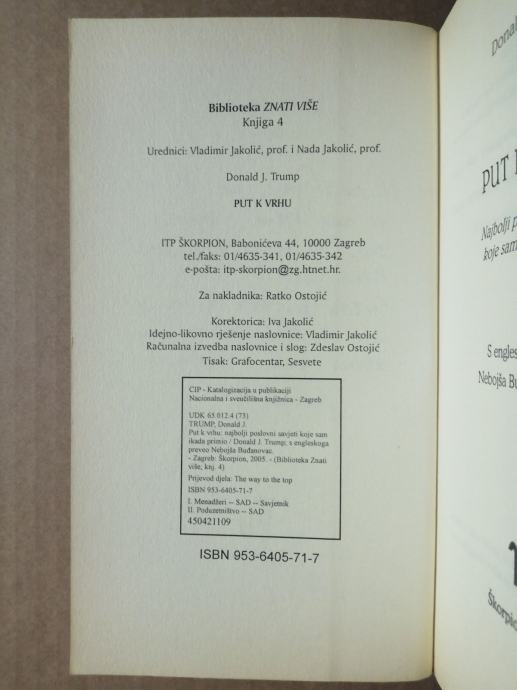 Biblioteka ZNATI VIŠE
Knjiga 4
Urednici: Vladimir Jakolić, prof. i Nada Jakolić, prof.
Donald J. Trump
PUT K VRHU
ITP ŠKORPION, Babonićeva 44, 10000 Zagreb
tel./faks: 01/4635-341, 01/4635-342
e-pošta: itp-skorpion@zg.htnet.hr.
Za nakladnika: Ratko Ostojić
Korektorica: Iva Jakolić
Idejno-likovno rješenje naslovnice: Vladimir Jakolić
Računalna izvedba naslovnice i slog: Zdeslav Ostojić
Tisak: Grafocentar, Sesvete
CIP - Katalogizacija u publikaciji
Nacionalna i sveučilišna knjižnica - Zagreb
UDK 65.012.4 (73)
TRUMP, Donald J.
Put k vrhu: najbolji poslovni savjeti koje sam
ikada primio / Donald J. Trump; s engleskoga
preveo Nebojša Buđanovac.
- Zagreb: Škorpion, 2005. - (Biblioteka Znati
više, knj. 4)
Prijevod djela: The way to the top
ISBN 953-6405-71-7
I. Menadžeri -- SAD -- Savjetnik
II. Poduzetništvo -- SAD
450421109
ISBN 953-6405-71-7
Donal
PUT
Najbolji p
koje sam
S engles
Nebojša Bu
Škorpio